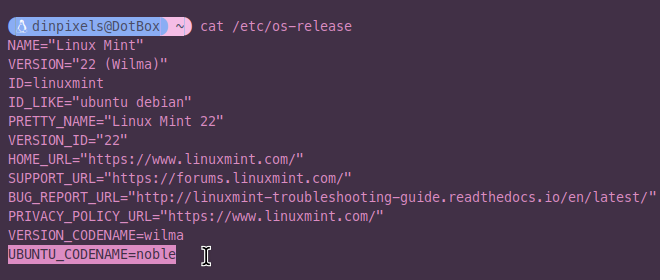 dinpixels@DotBox ~ cat /etc/os-release
NAME="Linux Mint"
VERSION="22 (Wilma)"
ID=linuxmint
ID_LIKE="ubuntu debian"
PRETTY_NAME="Linux Mint 22"
VERSION_ID="22"
HOME_URL="https://www.linuxmint.com/"
SUPPORT_URL="https://forums.linuxmint.com/"
BUG_REPORT_URL="http://linuxmint-troubleshooting-guide.readthedocs.io/en/latest/"
PRIVACY_POLICY_URL="https://www.linuxmint.com/"
VERSION_CODENAME=wilma
UBUNTU_CODENAME=noble